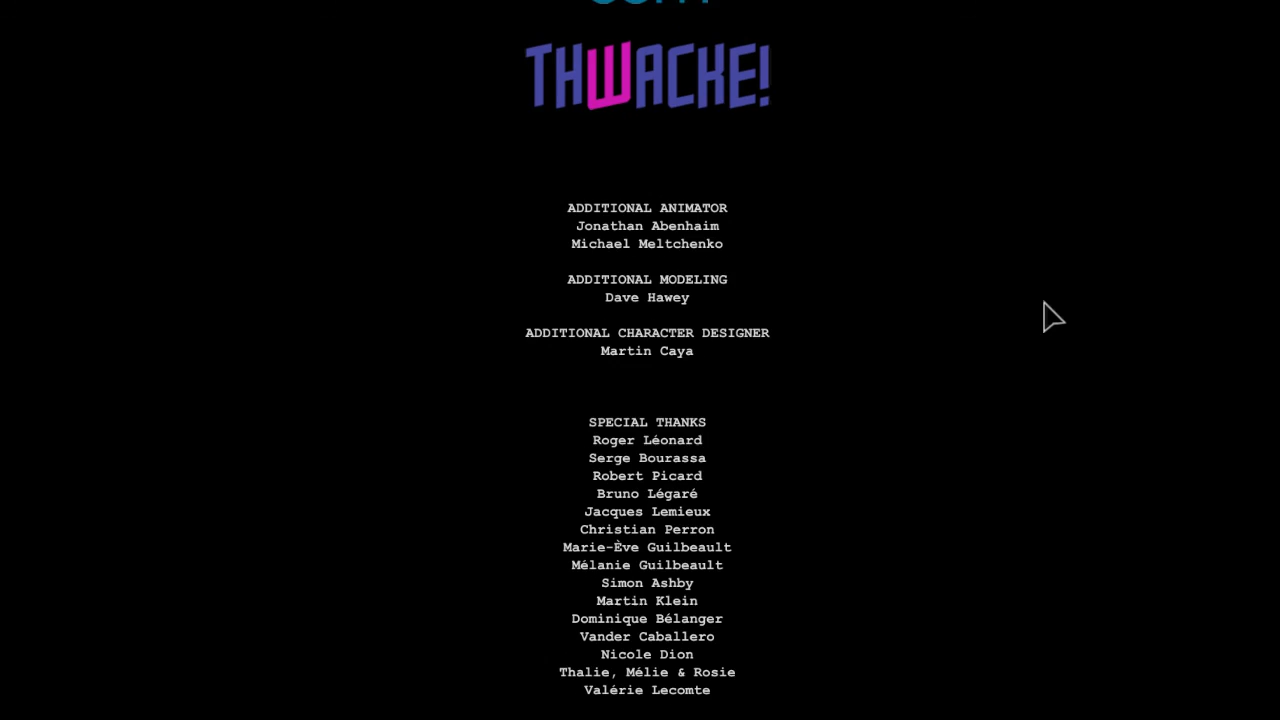 THWACKE!
ADDITIONAL ANIMATOR
Jonathan Abenhaim
Michael Meltchenko
ADDITIONAL MODELING
Dave Hawey
ADDITIONAL CHARACTER DESIGNER
Martin Caya
SPECIAL THANKS
Roger Léonard
Serge Bourassa
Robert Picard
Bruno Légaré
Jacques Lemieux
Christian Perron
Marie-Ève Guilbeault
Mélanie Guilbeault
Simon Ashby
Martin Klein
Dominique Bélanger
Vander Caballero
Nicole Dion
Thalie, Mélie & Rosie
Valérie Lecomte